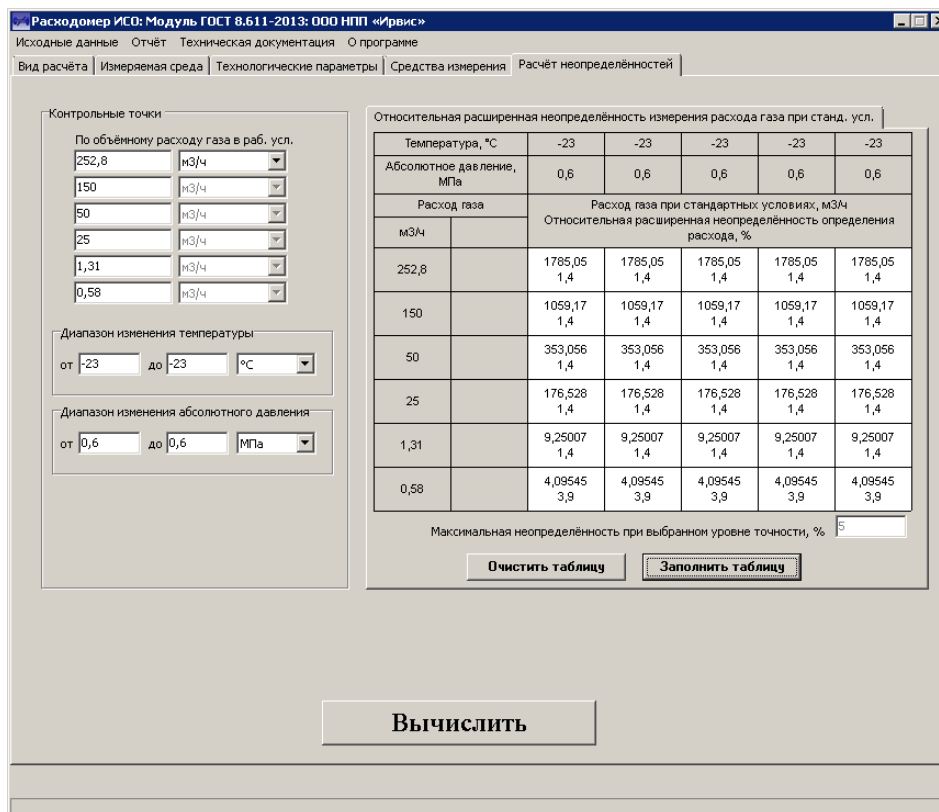 Расходомер ИСО: Модуль ГОСТ 8.611-2013: ООО НПП «Ирвис»
Исходные данные Отчёт Техническая документация О программе
Вид расчёта Измеряемая среда Технологические параметры Средства измерения Расчёт неопределённостей
Контрольные точки
По объёмному расходу газа в раб. усл.
252,8 м3/ч
150 м3/ч
50 м3/ч
25 м3/ч
1,31 м3/ч
0,58 м3/ч
Диапазон изменения температуры
от -23 до -23 °C
Диапазон изменения абсолютного давления
от 0,6 до 0,6 МПа
Относительная расширенная неопределённость измерения расхода газа при станд. усл.
Температура, °C -23 -23 -23 -23 -23
Абсолютное давление,
МПа 0,6 0,6 0,6 0,6 0,6
Расход газа Расход газа при стандартных условиях, м3/ч
Относительная расширенная неопределённость определения
м3/ч расхода, %
252,8 1785,05 1785,05 1785,05 1785,05 1785,05
1,4 1,4 1,4 1,4 1,4
150 1059,17 1059,17 1059,17 1059,17 1059,17
1,4 1,4 1,4 1,4 1,4
50 353,056 353,056 353,056 353,056 353,056
1,4 1,4 1,4 1,4 1,4
25 176,528 176,528 176,528 176,528 176,528
1,4 1,4 1,4 1,4 1,4
1,31 9,25007 9,25007 9,25007 9,25007 9,25007
1,4 1,4 1,4 1,4 1,4
0,58 4,09545 4,09545 4,09545 4,09545 4,09545
3,9 3,9 3,9 3,9 3,9
Максимальная неопределённость при выбранном уровне точности, % 5
Очистить таблицу Заполнить таблицу
Вычислить